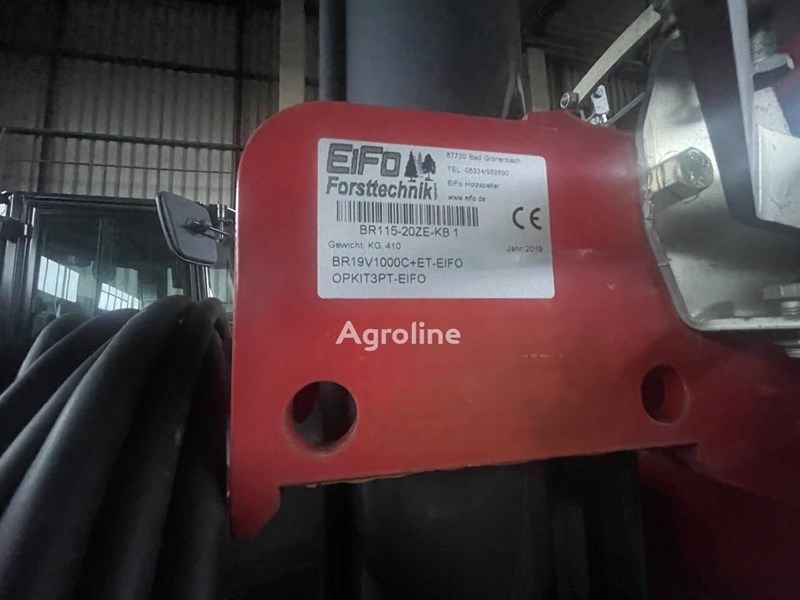 EiFo
Forsttechnik
87730 Bad Grönenbach
TEL. 08334/989890
EiFo Holzspalter
www.eifo.de
BR115-20ZE-KB 1
CE
Gewicht: KG. 410
Jahr: 2019
BR19V1000C+ET-EIFO
OPKIT3PT-EIFO
Agroline